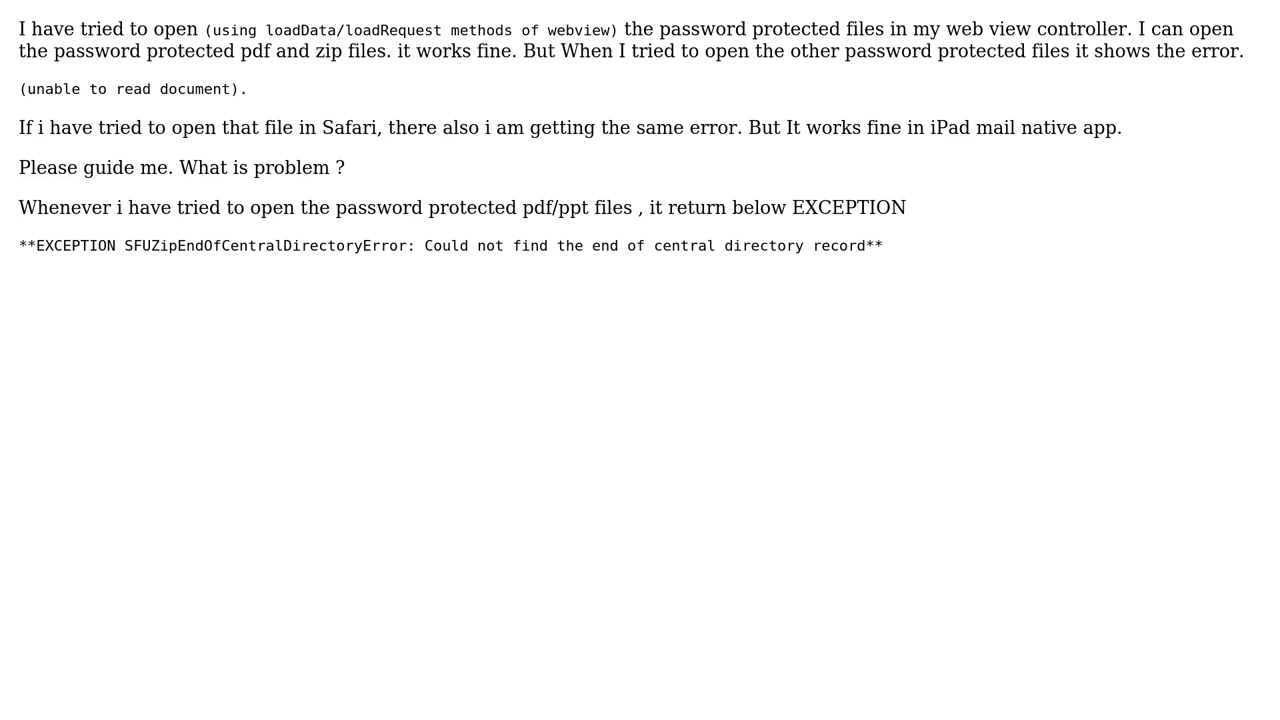 I have tried to open (using loadData/loadRequest methods of webview) the password protected files in my web view controller. I can open
the password protected pdf and zip files. it works fine. But When I tried to open the other password protected files it shows the error.
(unable to read document).
If i have tried to open that file in Safari, there also i am getting the same error. But It works fine in iPad mail native app.
Please guide me. What is problem ?
Whenever i have tried to open the password protected pdf/ppt files , it return below EXCEPTION
**EXCEPTION SFUZipEndOfCentralDirectoryError: Could not find the end of central directory record**